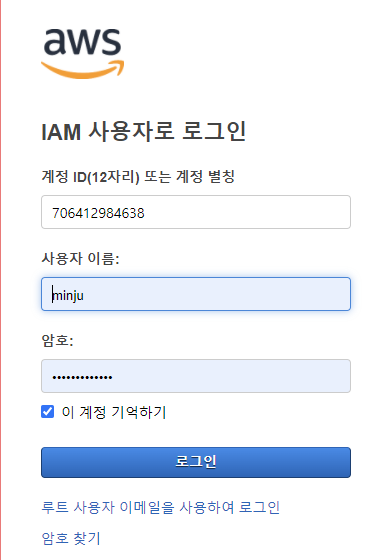 aws
IAM 사용자로 로그인
계정 ID(12자리) 또는 계정 별칭
706412984638
사용자 이름:
minju
암호:
•••••••••••••
이 계정 기억하기
로그인
루트 사용자 이메일을 사용하여 로그인
암호 찾기